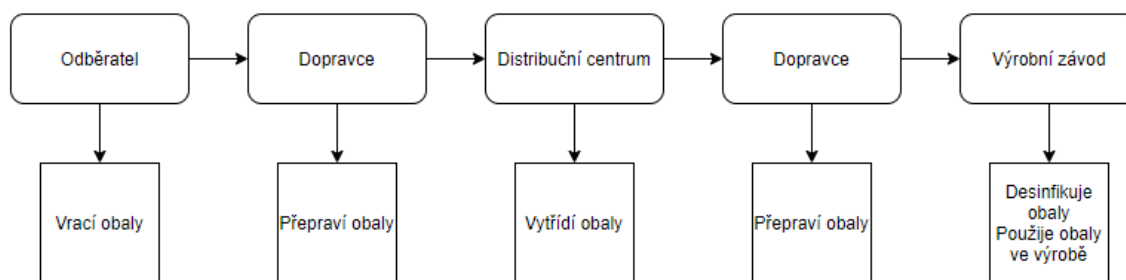 Odběratel
Dopravce
Distribuční centrum
Dopravce
Výrobní závod
Vrací obaly
Přepraví obaly
Vytřídí obaly
Přepraví obaly
Desinfikuje
obaly
Použije obaly
ve výrobě